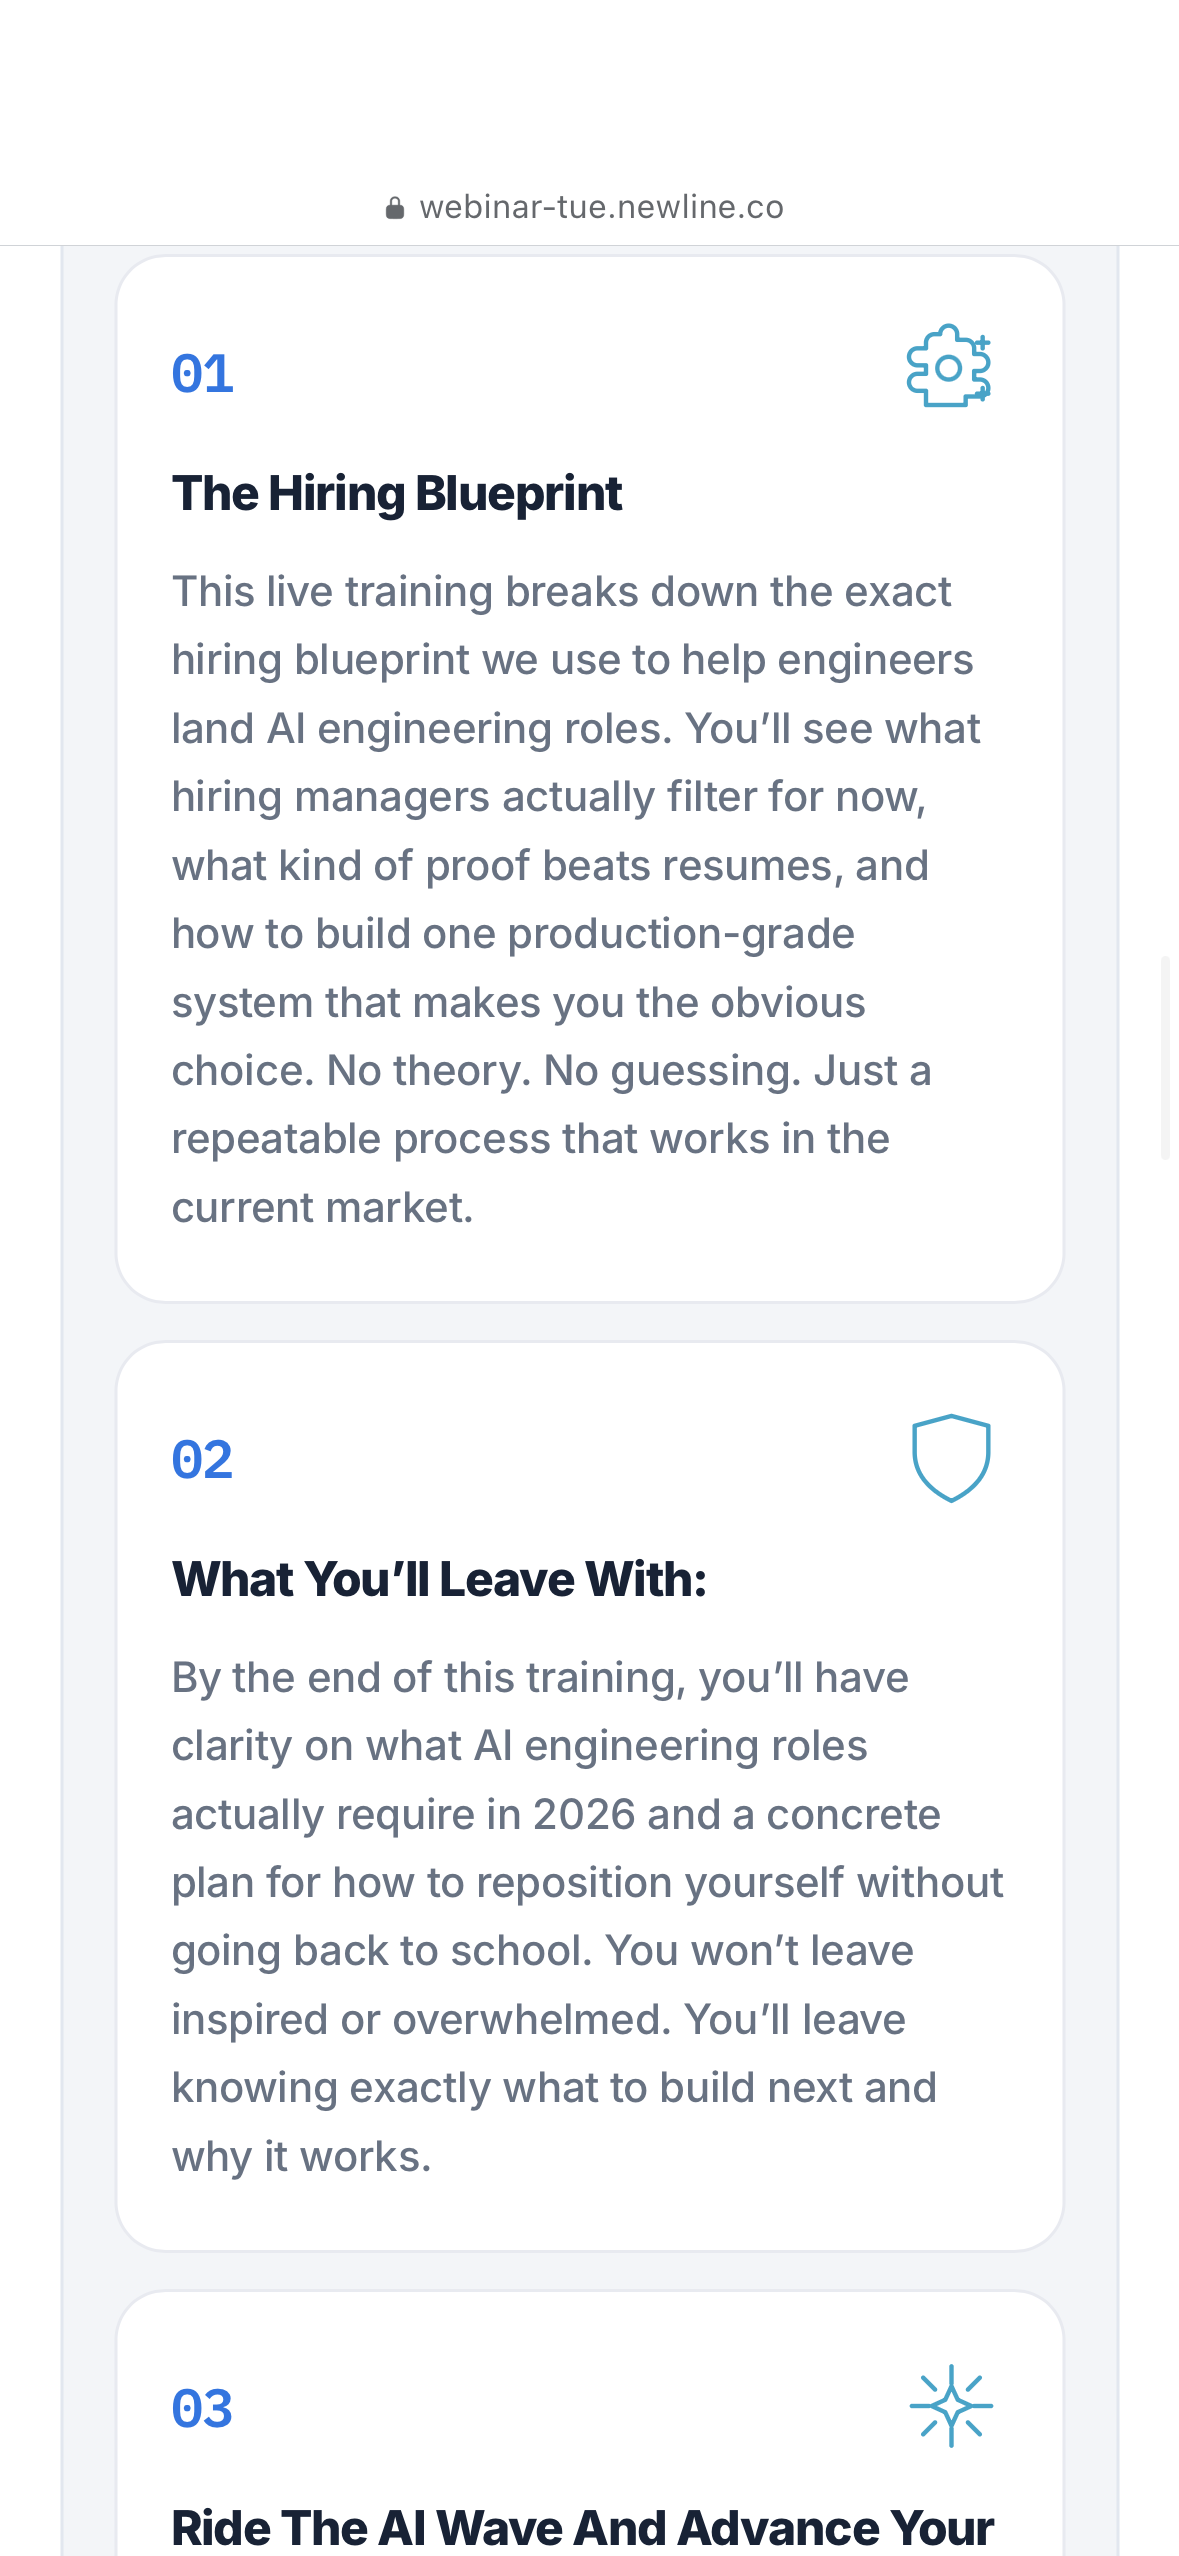 webinar-tue.newline.co
01
The Hiring Blueprint
This live training breaks down the exact
hiring blueprint we use to help engineers
land AI engineering roles. You’ll see what
hiring managers actually filter for now,
what kind of proof beats resumes, and
how to build one production-grade
system that makes you the obvious
choice. No theory. No guessing. Just a
repeatable process that works in the
current market.
02
What You’ll Leave With:
By the end of this training, you’ll have
clarity on what AI engineering roles
actually require in 2026 and a concrete
plan for how to reposition yourself without
going back to school. You won’t leave
inspired or overwhelmed. You’ll leave
knowing exactly what to build next and
why it works.
03
Ride The AI Wave And Advance Your